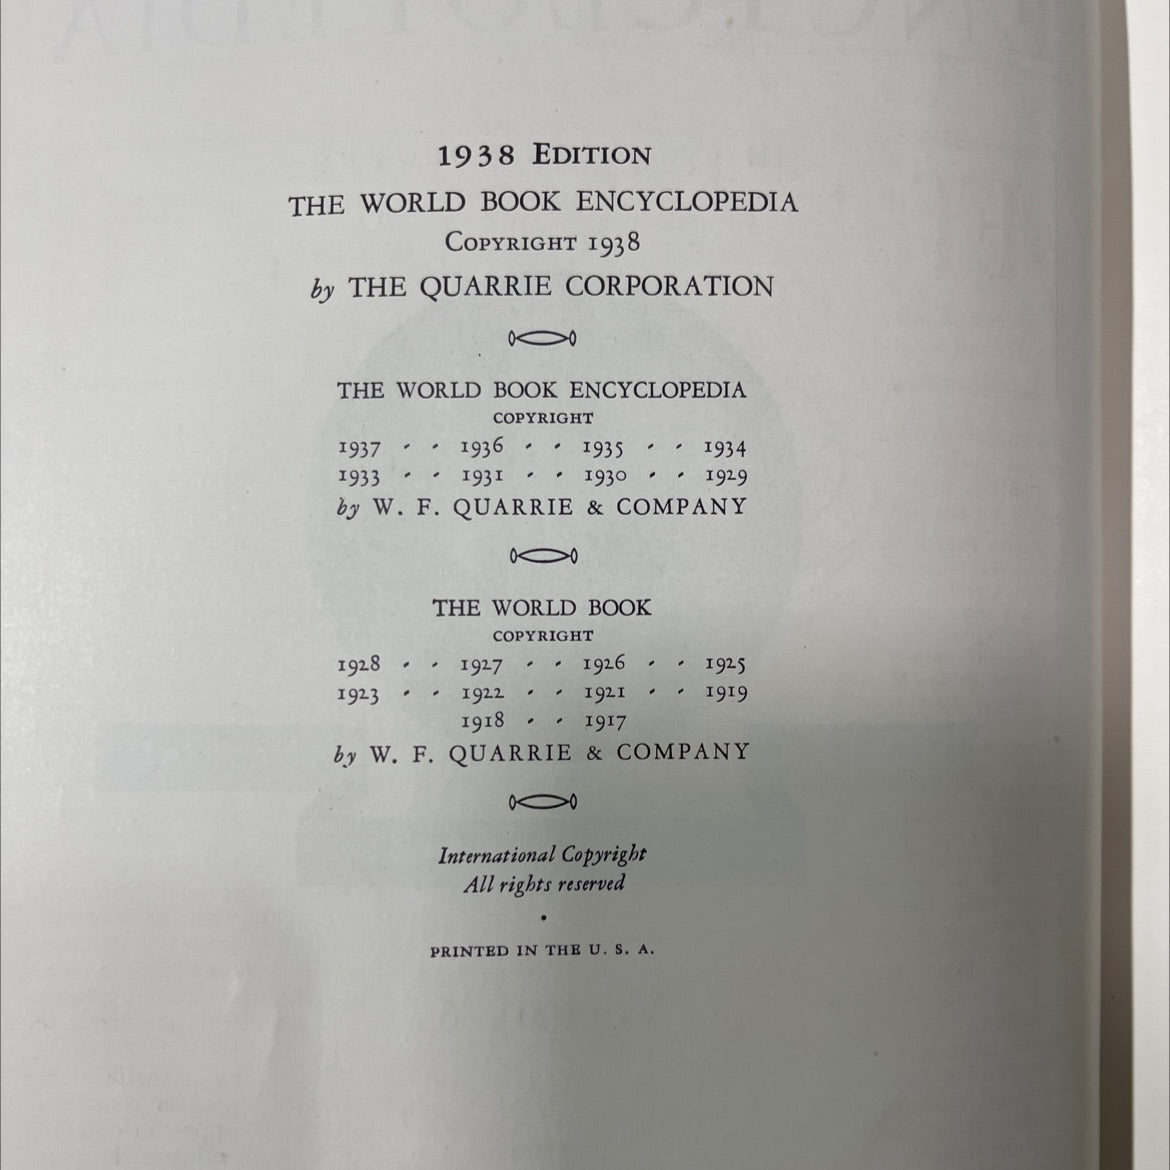 1938 EDITION
THE WORLD BOOK ENCYCLOPEDIA
COPYRIGHT 1938
by THE QUARRIE CORPORATION
THE WORLD BOOK ENCYCLOPEDIA
COPYRIGHT
1937 · · 1936 · · 1935 · · 1934
1933 · · 1931 · · 1930 · · 1929
by W. F. QUARRIE & COMPANY
THE WORLD BOOK
COPYRIGHT
1928 · · 1927 · · 1926 · · 1925
1923 · · 1922 · · 1921 · · 1919
1918 · · 1917
by W. F. QUARRIE & COMPANY
International Copyright
All rights reserved
·
PRINTED IN THE U. S. A.